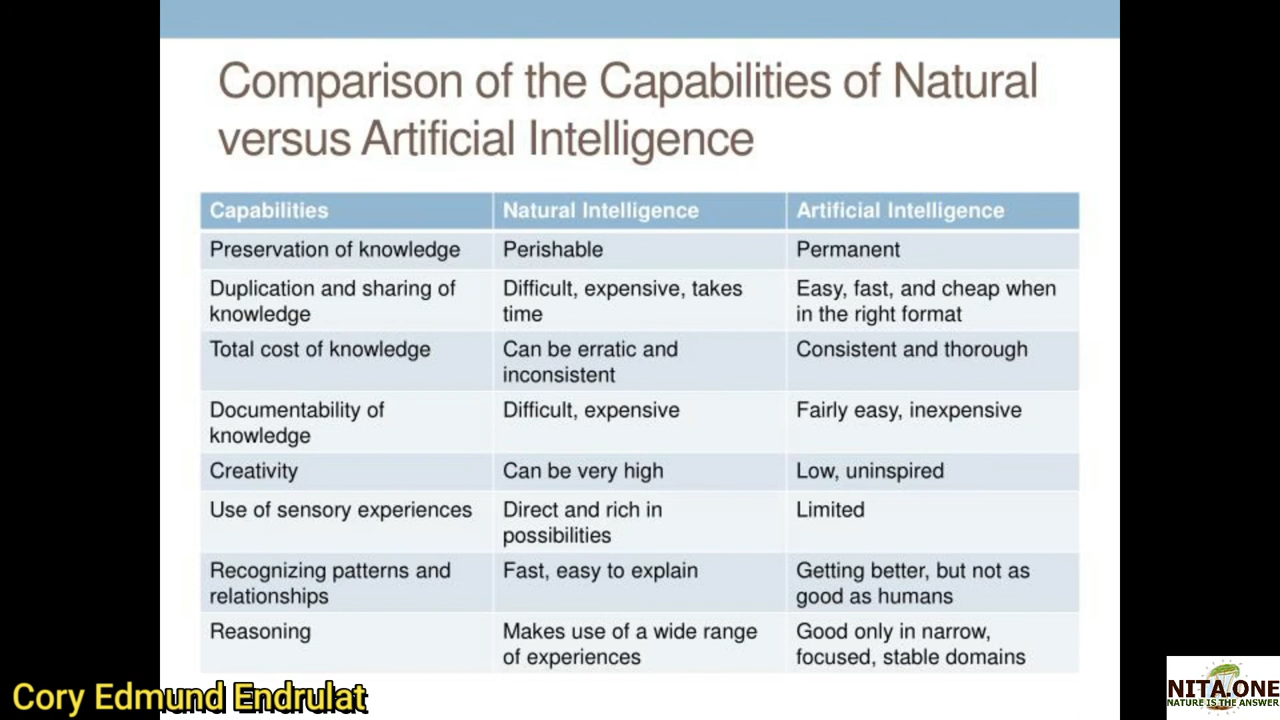 Comparison of the Capabilities of Natural
versus Artificial Intelligence
Capabilities Natural Intelligence Artificial Intelligence
Preservation of knowledge Perishable Permanent
Duplication and sharing of Difficult, expensive, takes Easy, fast, and cheap when
knowledge time in the right format
Total cost of knowledge Can be erratic and Consistent and thorough
inconsistent
Documentability of Difficult, expensive Fairly easy, inexpensive
knowledge
Creativity Can be very high Low, uninspired
Use of sensory experiences Direct and rich in Limited
possibilities
Recognizing patterns and Fast, easy to explain Getting better, but not as
relationships good as humans
Reasoning Makes use of a wide range Good only in narrow,
of experiences focused, stable domains
Cory Edmund Endrulat
NITA.ONE
NATURE IS THE ANSWER